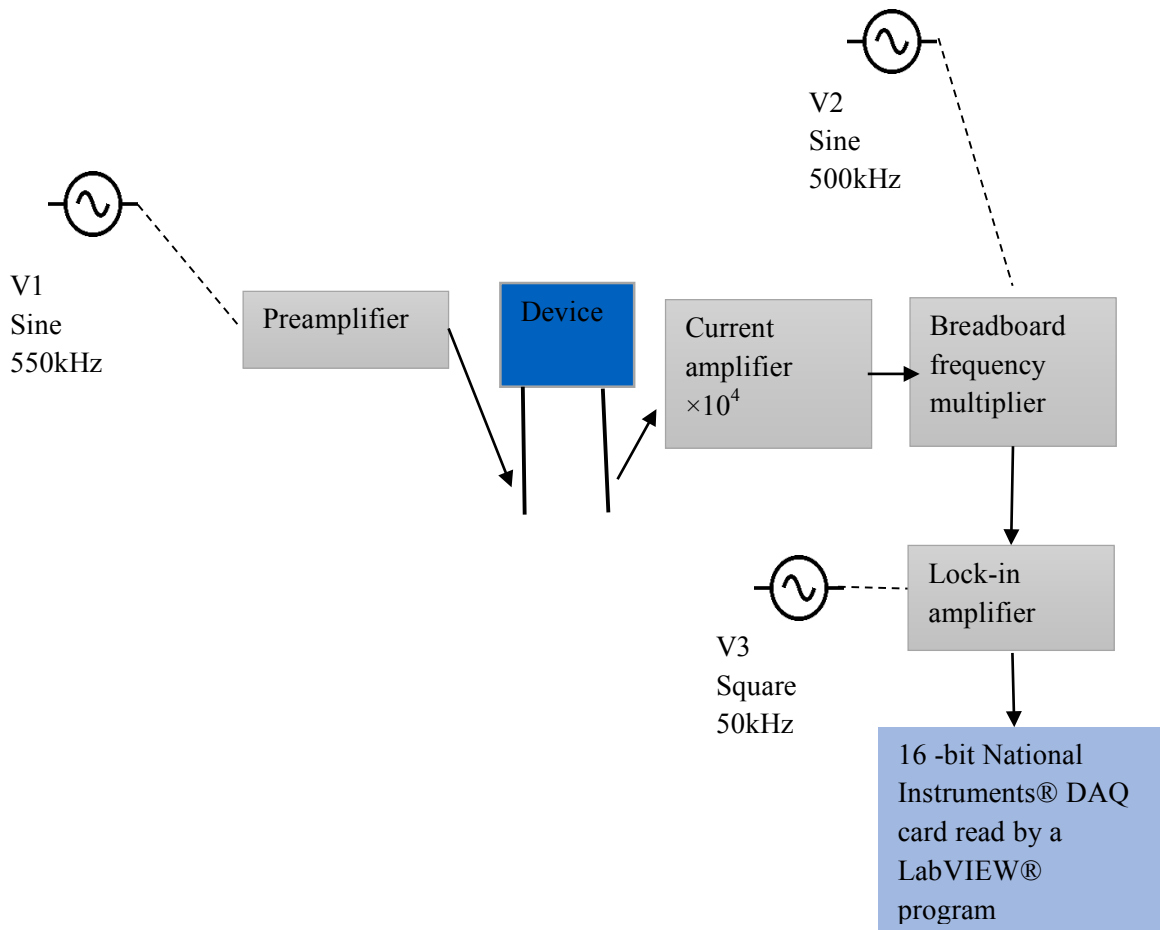 V2
Sine
500kHz
V1
Sine
550kHz
Preamplifier
Device
Current
amplifier
×10⁴
Breadboard
frequency
multiplier
Lock-in
amplifier
V3
Square
50kHz
16 -bit National
Instruments® DAQ
card read by a
LabVIEW®
program